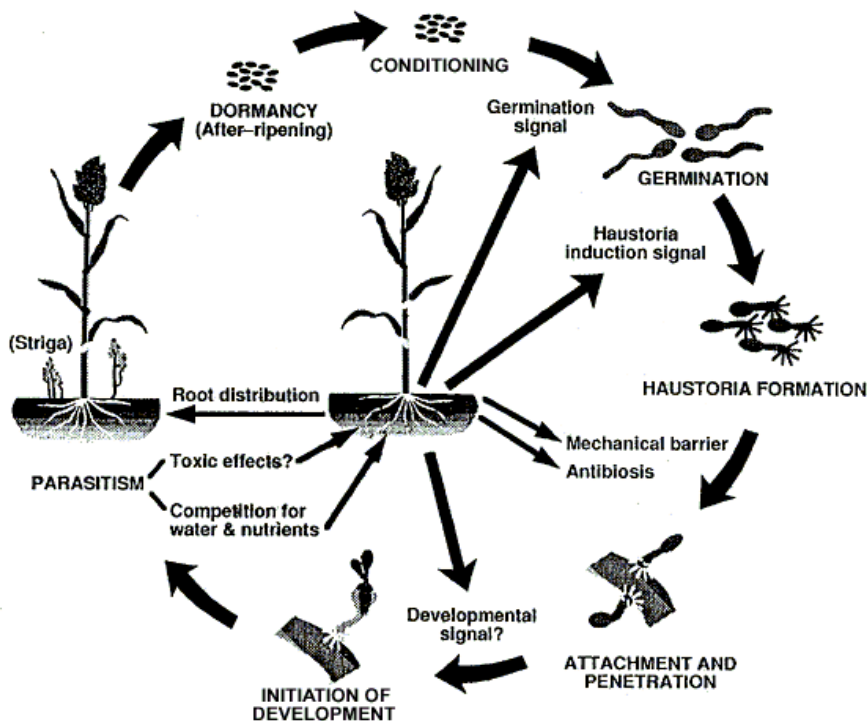 CONDITIONING
DORMANCY
(After-ripening)
Germination
signal
GERMINATION
Haustoria
induction signal
(Striga)
HAUSTORIA FORMATION
Root distribution
Mechanical barrier
Antibiosis
PARASITISM
Toxic effects?
Competition for
water & nutrients
Developmental
signal?
ATTACHMENT AND
PENETRATION
INITIATION OF
DEVELOPMENT